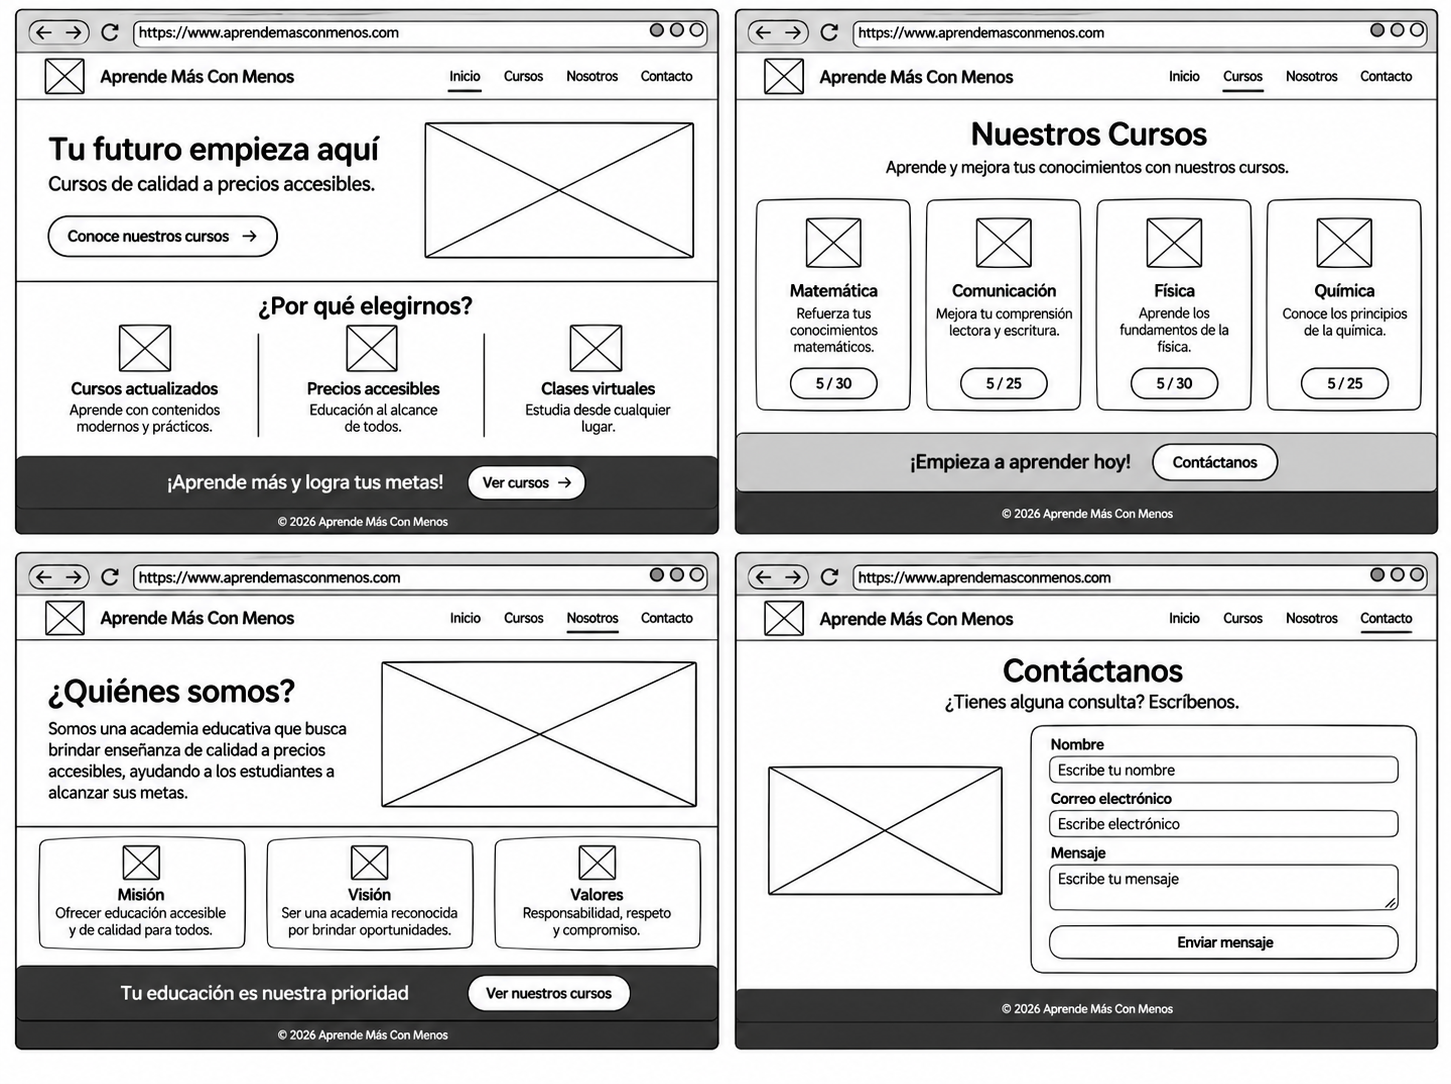 https://www.aprendemasconmenos.com
Aprende Más Con Menos
Inicio Cursos Nosotros Contacto
Tu futuro empieza aquí
Cursos de calidad a precios accesibles.
Conoce nuestros cursos →
¿Por qué elegirnos?
Cursos actualizados
Aprende con contenidos
modernos y prácticos.
Precios accesibles
Educación al alcance
de todos.
Clases virtuales
Estudia desde cualquier
lugar.
¡Aprende más y logra tus metas!
Ver cursos →
© 2026 Aprende Más Con Menos
https://www.aprendemasconmenos.com
Aprende Más Con Menos
Inicio Cursos Nosotros Contacto
Nuestros Cursos
Aprende y mejora tus conocimientos con nuestros cursos.
Matemática
Refuerza tus
conocimientos
matemáticos.
5 / 30
Comunicación
Mejora tu comprensión
lectora y escritura.
5 / 25
Física
Aprende los
fundamentos de la
física.
5 / 30
Química
Conoce los principios
de la química.
5 / 25
¡Empieza a aprender hoy!
Contáctanos
© 2026 Aprende Más Con Menos
https://www.aprendemasconmenos.com
Aprende Más Con Menos
Inicio Cursos Nosotros Contacto
¿Quiénes somos?
Somos una academia educativa que busca
brindar enseñanza de calidad a precios
accesibles, ayudando a los estudiantes a
alcanzar sus metas.
Misión
Ofrecer educación accesible
y de calidad para todos.
Visión
Ser una academia reconocida
por brindar oportunidades.
Valores
Responsabilidad, respeto
y compromiso.
Tu educación es nuestra prioridad
Ver nuestros cursos
© 2026 Aprende Más Con Menos
https://www.aprendemasconmenos.com
Aprende Más Con Menos
Inicio Cursos Nosotros Contacto
Contáctanos
¿Tienes alguna consulta? Escríbenos.
Nombre
Escribe tu nombre
Correo electrónico
Escribe electrónico
Mensaje
Escribe tu mensaje
Enviar mensaje
© 2026 Aprende Más Con Menos